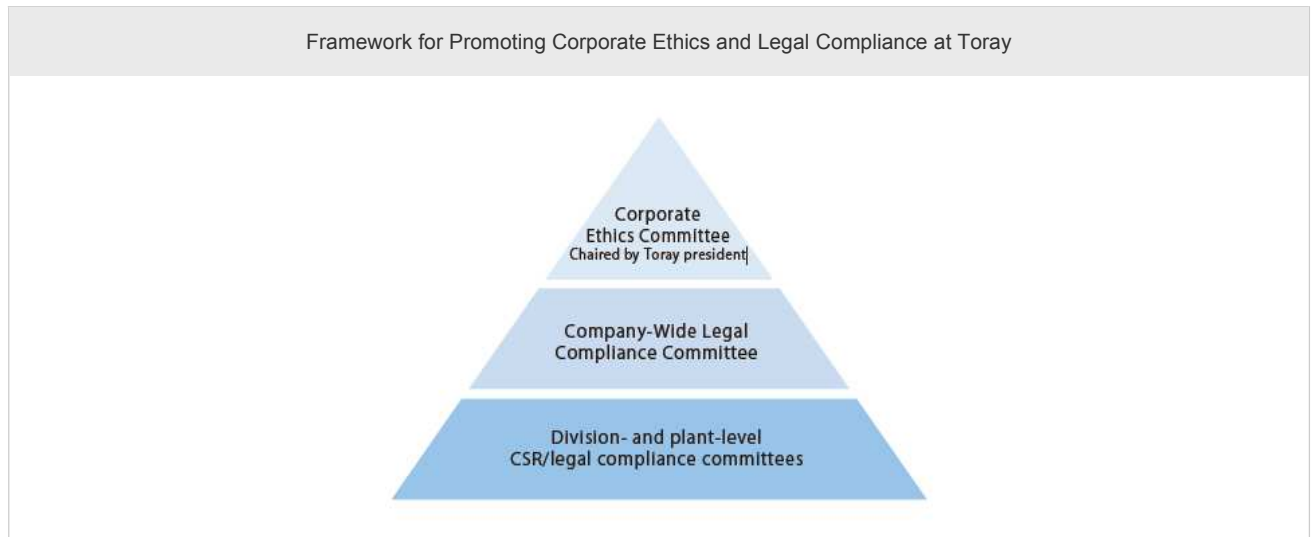 Framework for Promoting Corporate Ethics and Legal Compliance at Toray
Corporate
Ethics Committee
Chaired by Toray president
Company-Wide Legal
Compliance Committee
Division- and plant-level
CSR/legal compliance committees